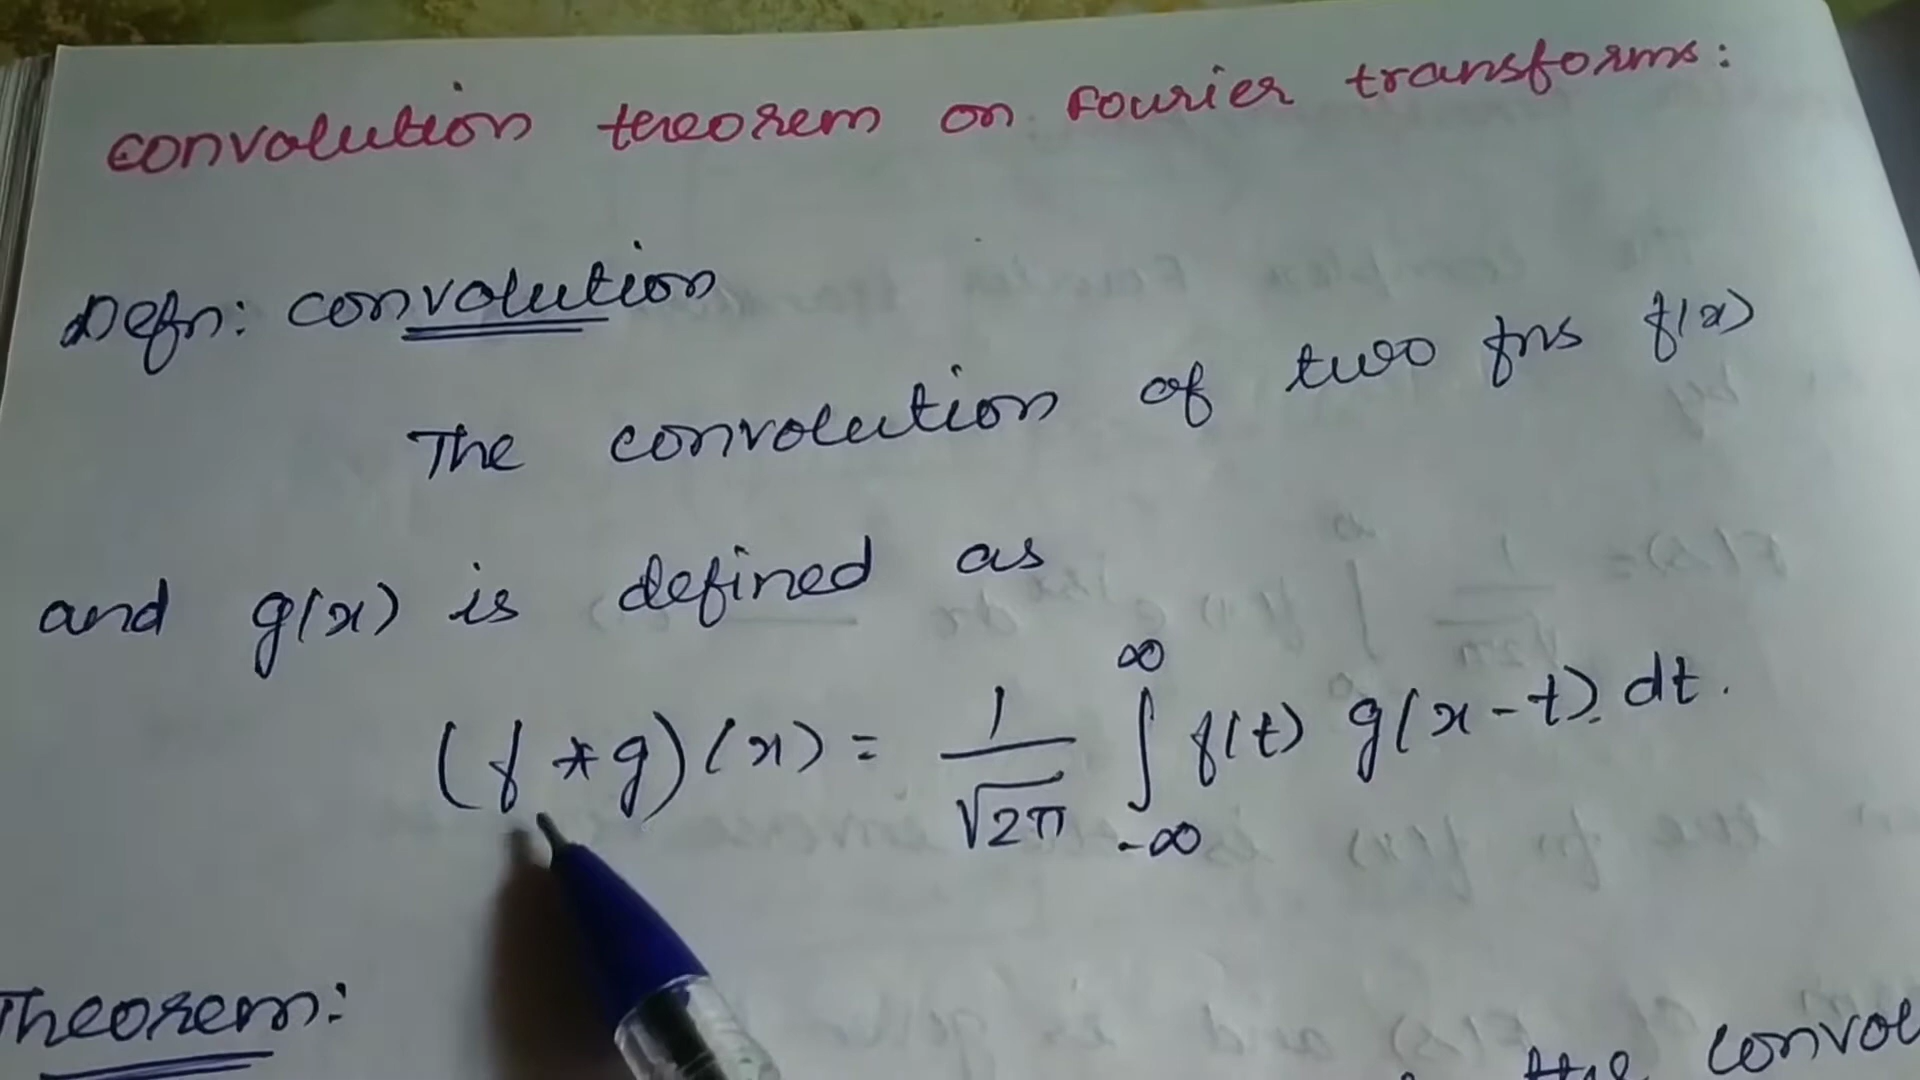 convolution theorem on Fourier transforms:
Defn: convolution
The convolution of two fns f(x)
and g(x) is defined as
(f * g)(x) = 1/√2π ∫_{-∞}^{∞} f(t) g(x-t). dt.
Theorem:
the convol